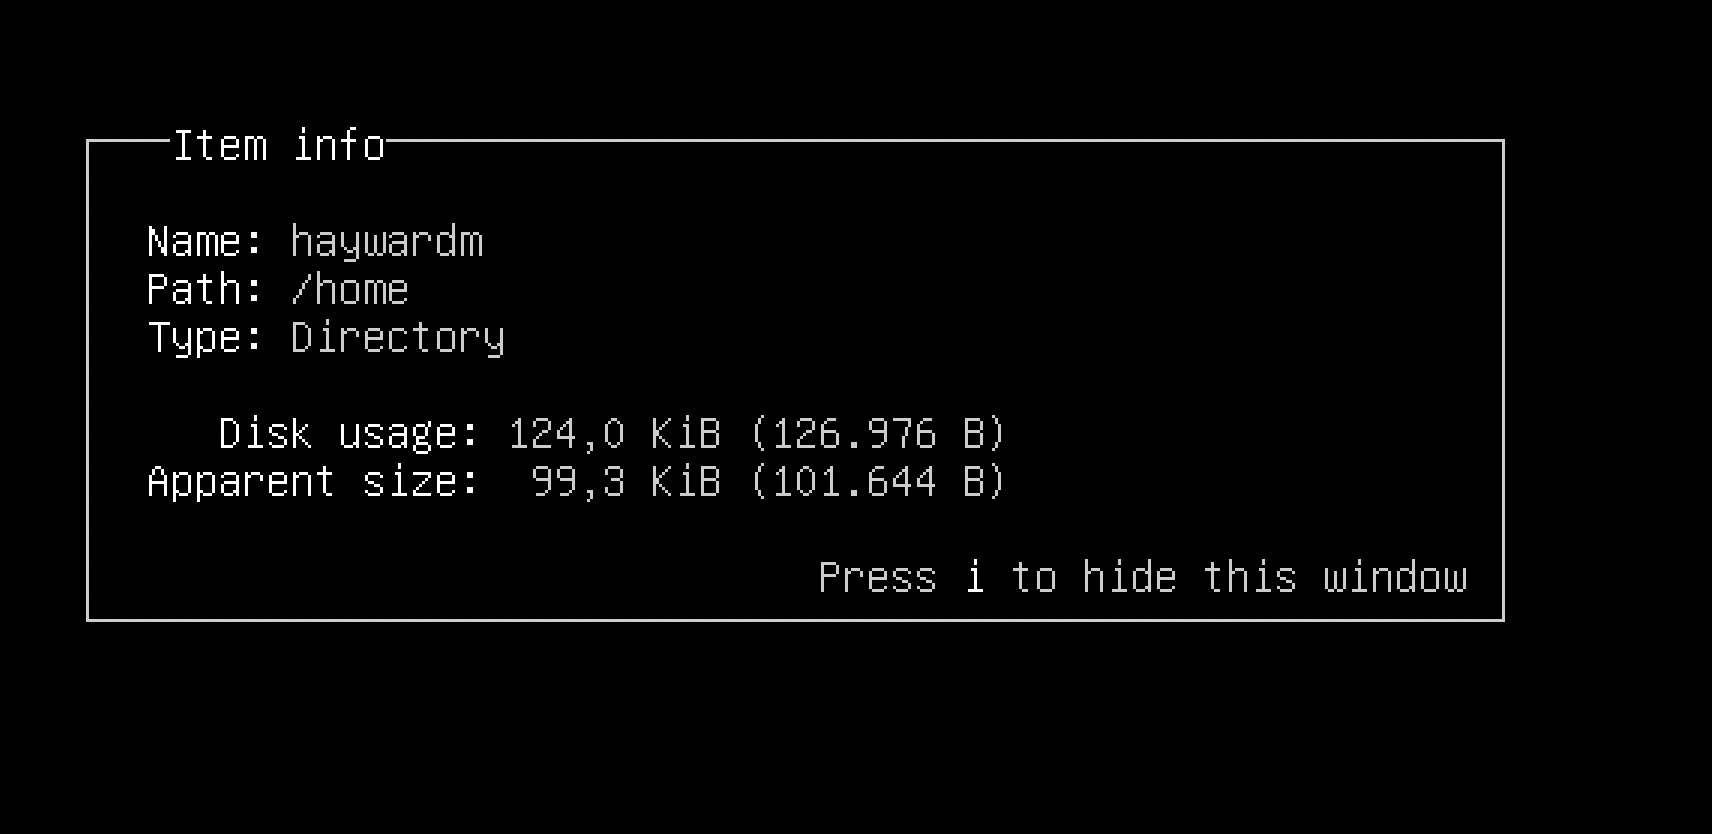 Item info
Name: haywardm
Path: /home
Type: Directory
Disk usage: 124,0 KiB (126.976 B)
Apparent size: 99,3 KiB (101.644 B)
Press i to hide this window